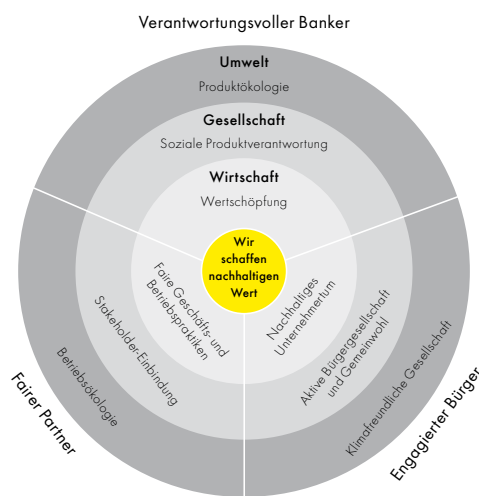 Verantwortungsvoller Banker
Umwelt
Produktökologie
Gesellschaft
Soziale Produktverantwortung
Wirtschaft
Wertschöpfung
Wir
schaffen
nachhaltigen
Wert
Faire Geschäfts- und
Betriebspraktiken
Stakeholder-Einbindung
Betriebsökologie
Fairer Partner
Nachhaltiges
Unternehmertum
Aktive Bürgergesellschaft
und Gemeinwohl
Klimafreundliche Gesellschaft
Engagierter Bürger